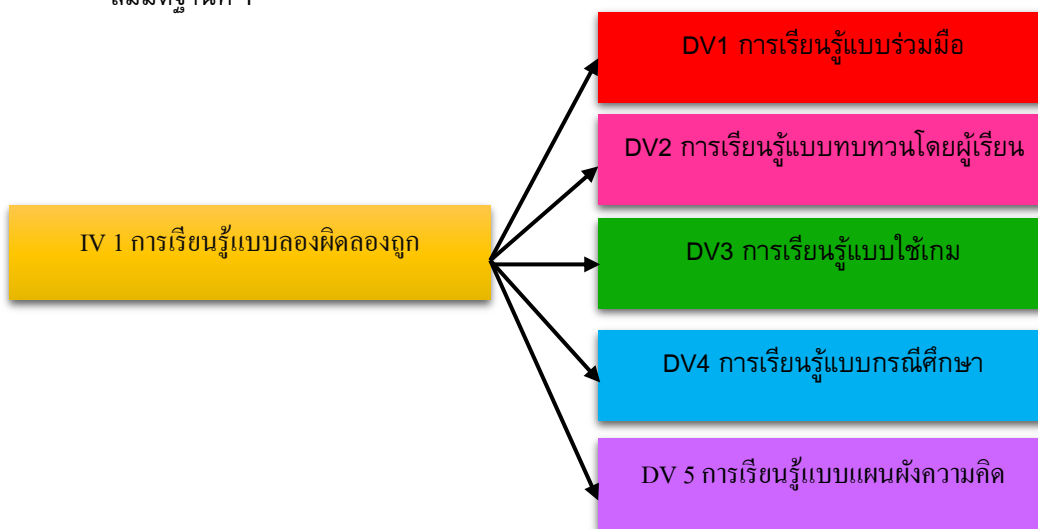 DV1 การเรียนรู้แบบร่วมมือ
DV2 การเรียนรู้แบบทบทวนโดยผู้เรียน
IV 1 การเรียนรู้แบบลองผิดลองถูก
DV3 การเรียนรู้แบบใช้เกม
DV4 การเรียนรู้แบบกรณีศึกษา
DV 5 การเรียนรู้แบบแผนผังความคิด